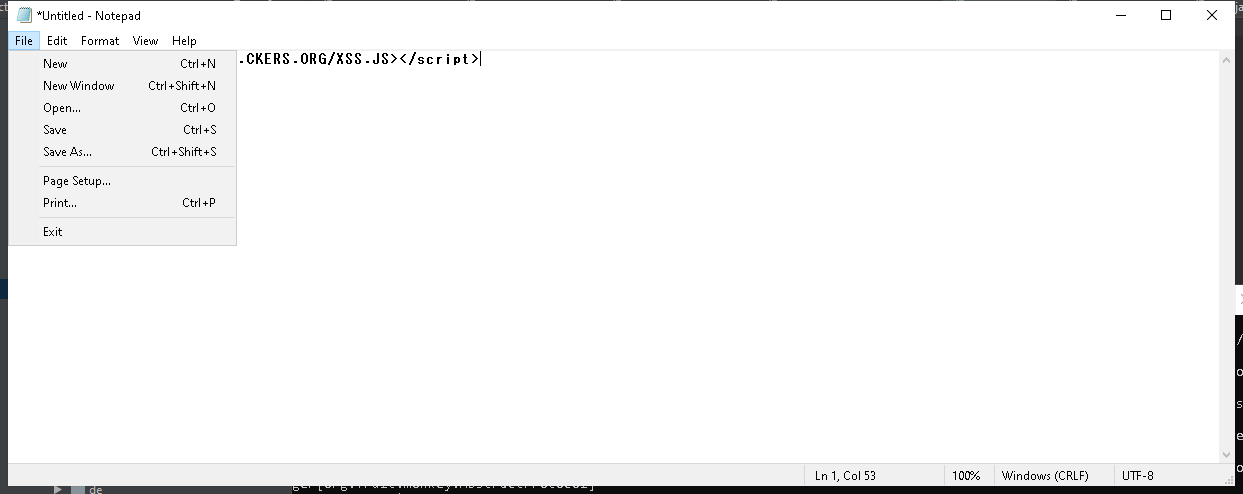 *Untitled - Notepad
File Edit Format View Help
.CKERS.ORG/XSS.JS></script>
New Ctrl+N
New Window Ctrl+Shift+N
Open... Ctrl+O
Save Ctrl+S
Save As... Ctrl+Shift+S
Page Setup...
Print... Ctrl+P
Exit
Ln 1, Col 53 100% Windows (CRLF) UTF-8
de